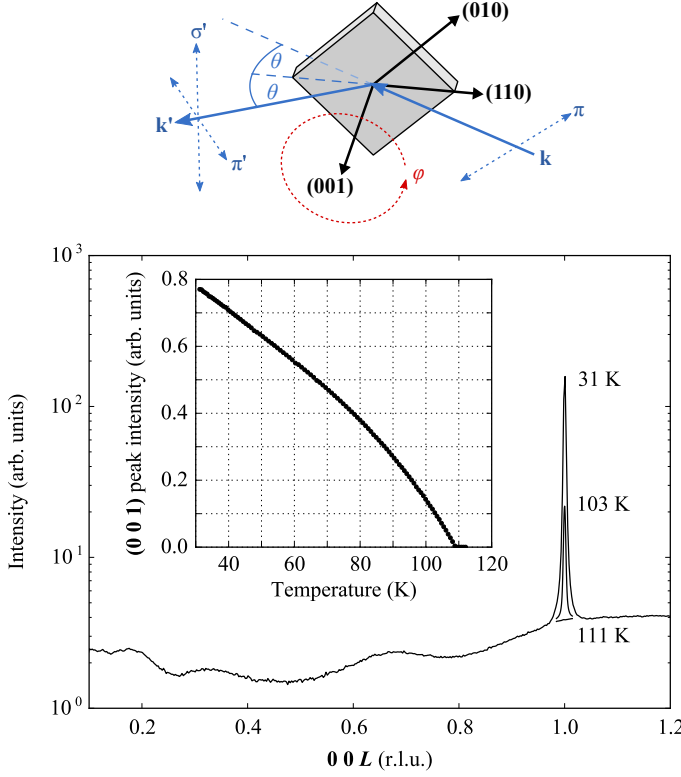 (010)
σ'
θ
θ
(110)
k'
π
π'
(001)
φ
k
10³
10²
10¹
10⁰
Intensity (arb. units)
0.8
0.6
0.4
0.2
0.0
(0 0 1) peak intensity (arb. units)
40 60 80 100 120
Temperature (K)
31 K
103 K
111 K
0.2 0.4 0.6 0.8 1.0 1.2
0 0 L (r.l.u.)